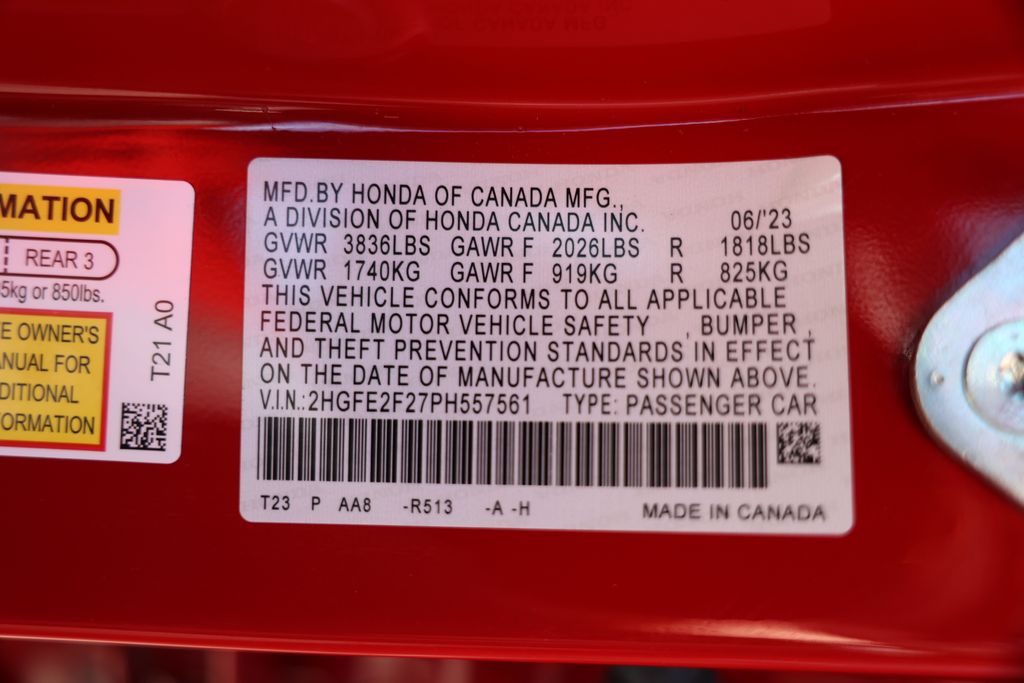 MATION
REAR 3
5kg or 850lbs.
E OWNER'S
ANUAL FOR
DITIONAL
FORMATION
T21 A0
MFD.BY HONDA OF CANADA MFG.,
A DIVISION OF HONDA CANADA INC. 06/'23
GVWR 3836LBS GAWR F 2026LBS R 1818LBS
GVWR 1740KG GAWR F 919KG R 825KG
THIS VEHICLE CONFORMS TO ALL APPLICABLE
FEDERAL MOTOR VEHICLE SAFETY , BUMPER ,
AND THEFT PREVENTION STANDARDS IN EFFECT
ON THE DATE OF MANUFACTURE SHOWN ABOVE.
V.I.N.:2HGFE2F27PH557561 TYPE: PASSENGER CAR
T23 P AA8 -R513 -A -H MADE IN CANADA